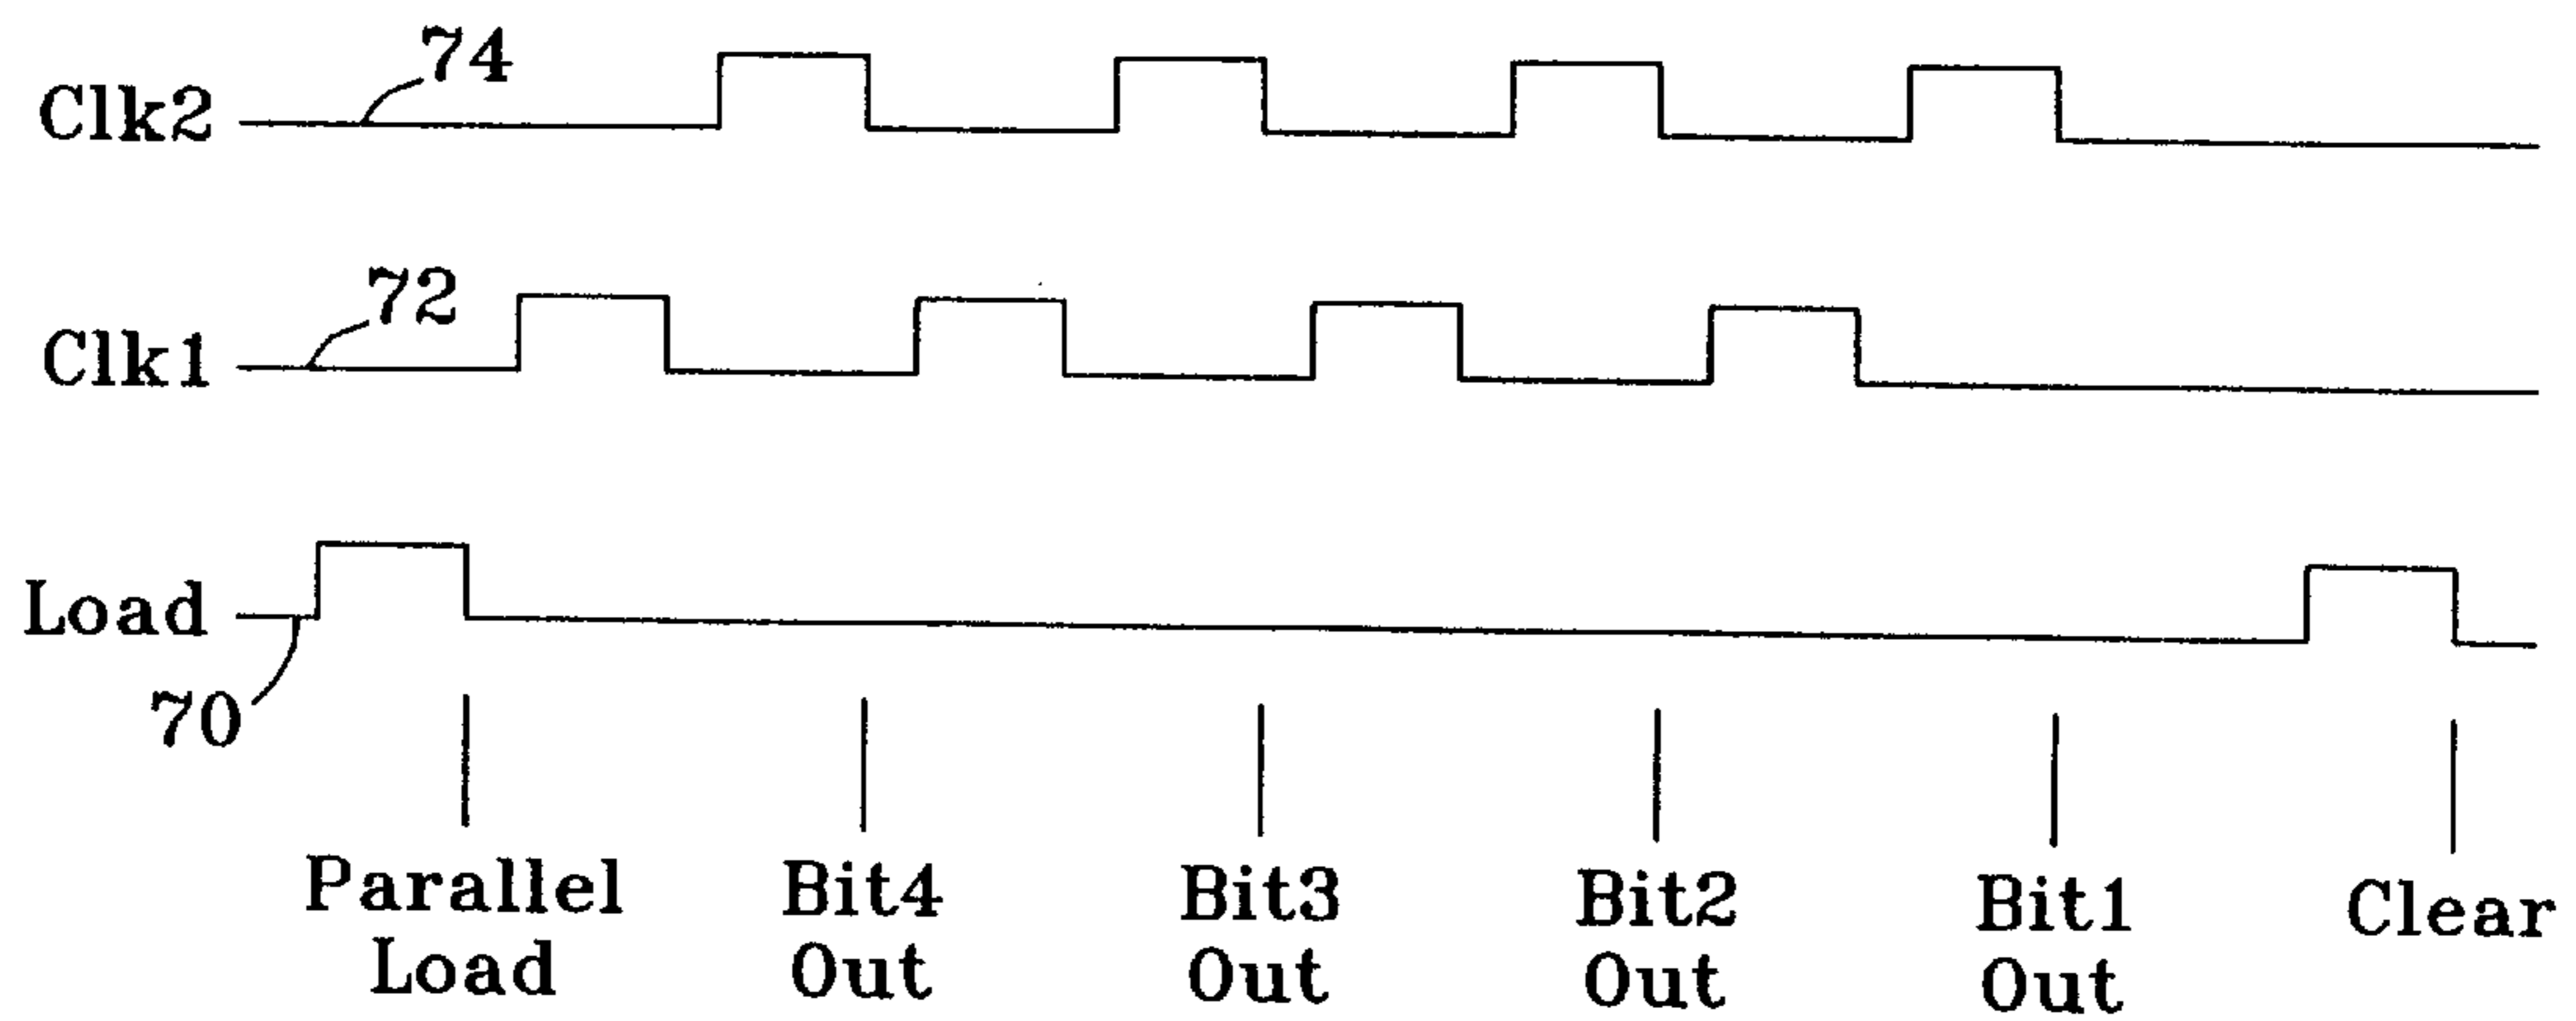 74
Clk2
72
Clk1
Load
70
Parallel
Load
Bit4
Out
Bit3
Out
Bit2
Out
Bit1
Out
Clear